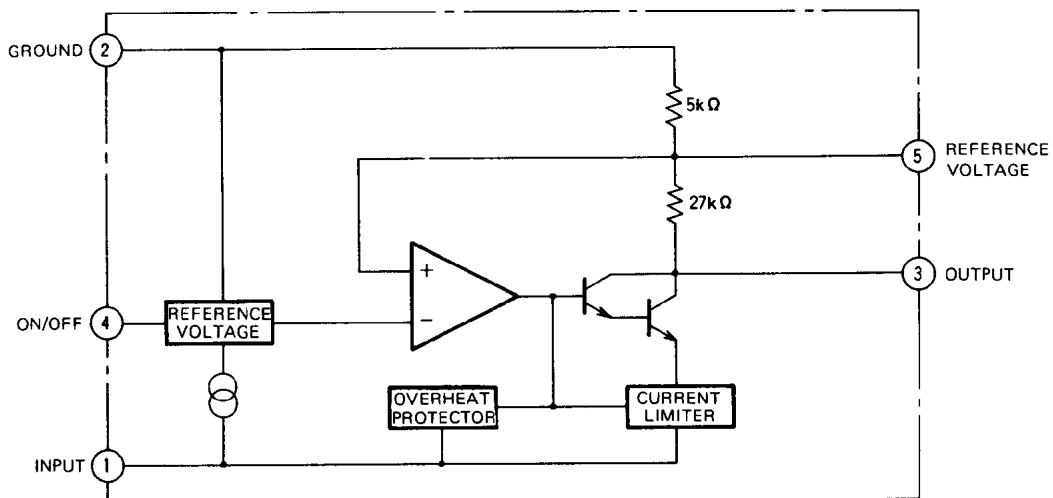 GROUND 2
5kΩ
5 REFERENCE
VOLTAGE
27kΩ
+
3 OUTPUT
−
ON/OFF 4
REFERENCE
VOLTAGE
OVERHEAT
PROTECTOR
CURRENT
LIMITER
INPUT 1